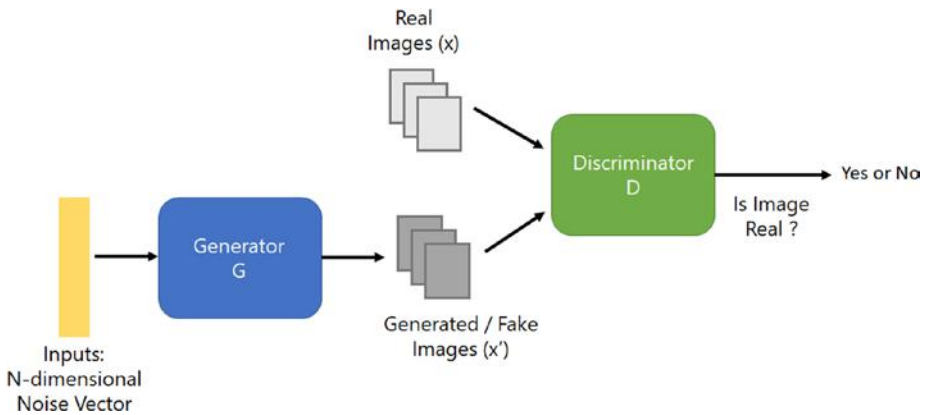 Real
Images (x)
Discriminator
D
Yes or No
Is Image
Real ?
Generator
G
Generated / Fake
Images (x')
Inputs:
N-dimensional
Noise Vector